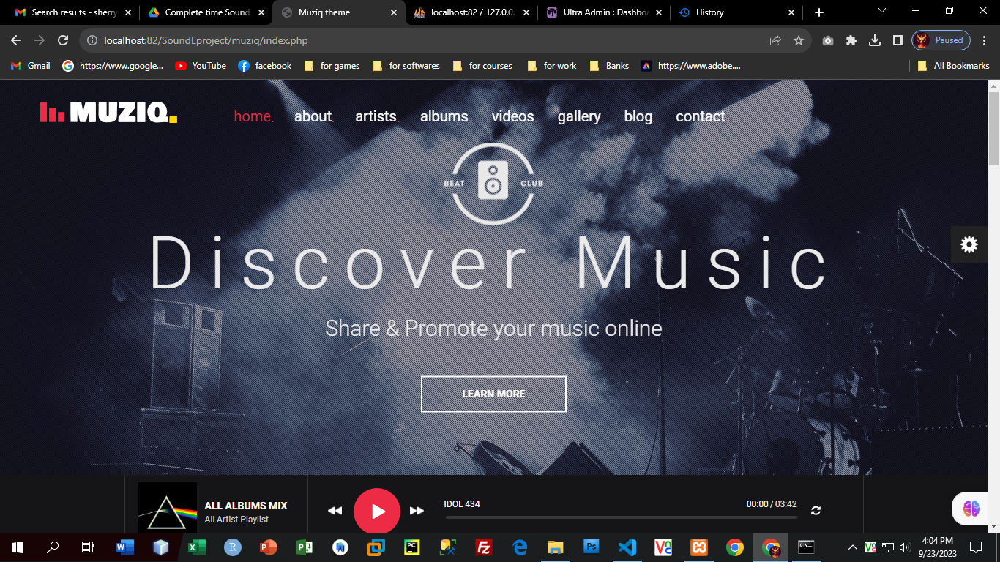 Search results - sherry
Complete time Sound
Muziq theme
localhost:82 / 127.0.0.
Ultra Admin : Dashboa
History
localhost:82/SoundEproject/muziq/index.php
Paused
Gmail
https://www.google...
YouTube
facebook
for games
for softwares
for courses
for work
Banks
https://www.adobe....
All Bookmarks
MUZIQ.
home.
about.
artists.
albums.
videos.
gallery.
blog.
contact.
BEAT CLUB
Discover Music
Share & Promote your music online
LEARN MORE
ALL ALBUMS MIX
All Artist Playlist
IDOL 434
00:00 / 03:42
4:04 PM
9/23/2023